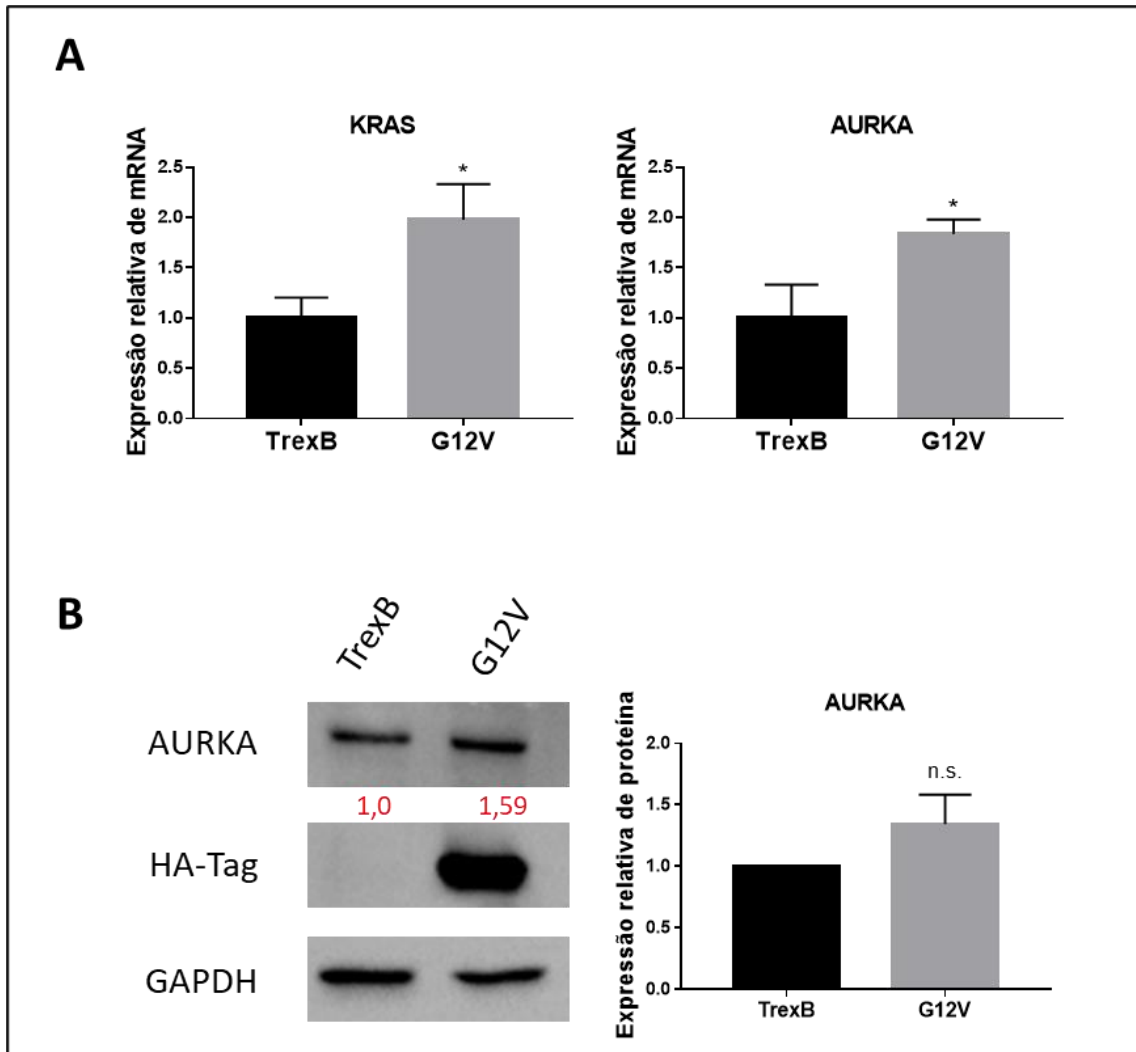 A
KRAS
Expressão relativa de mRNA
2.5
2.0
1.5
1.0
0.5
0.0
*
TrexB
G12V
AURKA
Expressão relativa de mRNA
2.5
2.0
1.5
1.0
0.5
0.0
*
TrexB
G12V
B
TrexB
G12V
AURKA
1,0
1,59
HA-Tag
GAPDH
AURKA
Expressão relativa de proteína
2.0
1.5
1.0
0.5
0.0
n.s.
TrexB
G12V